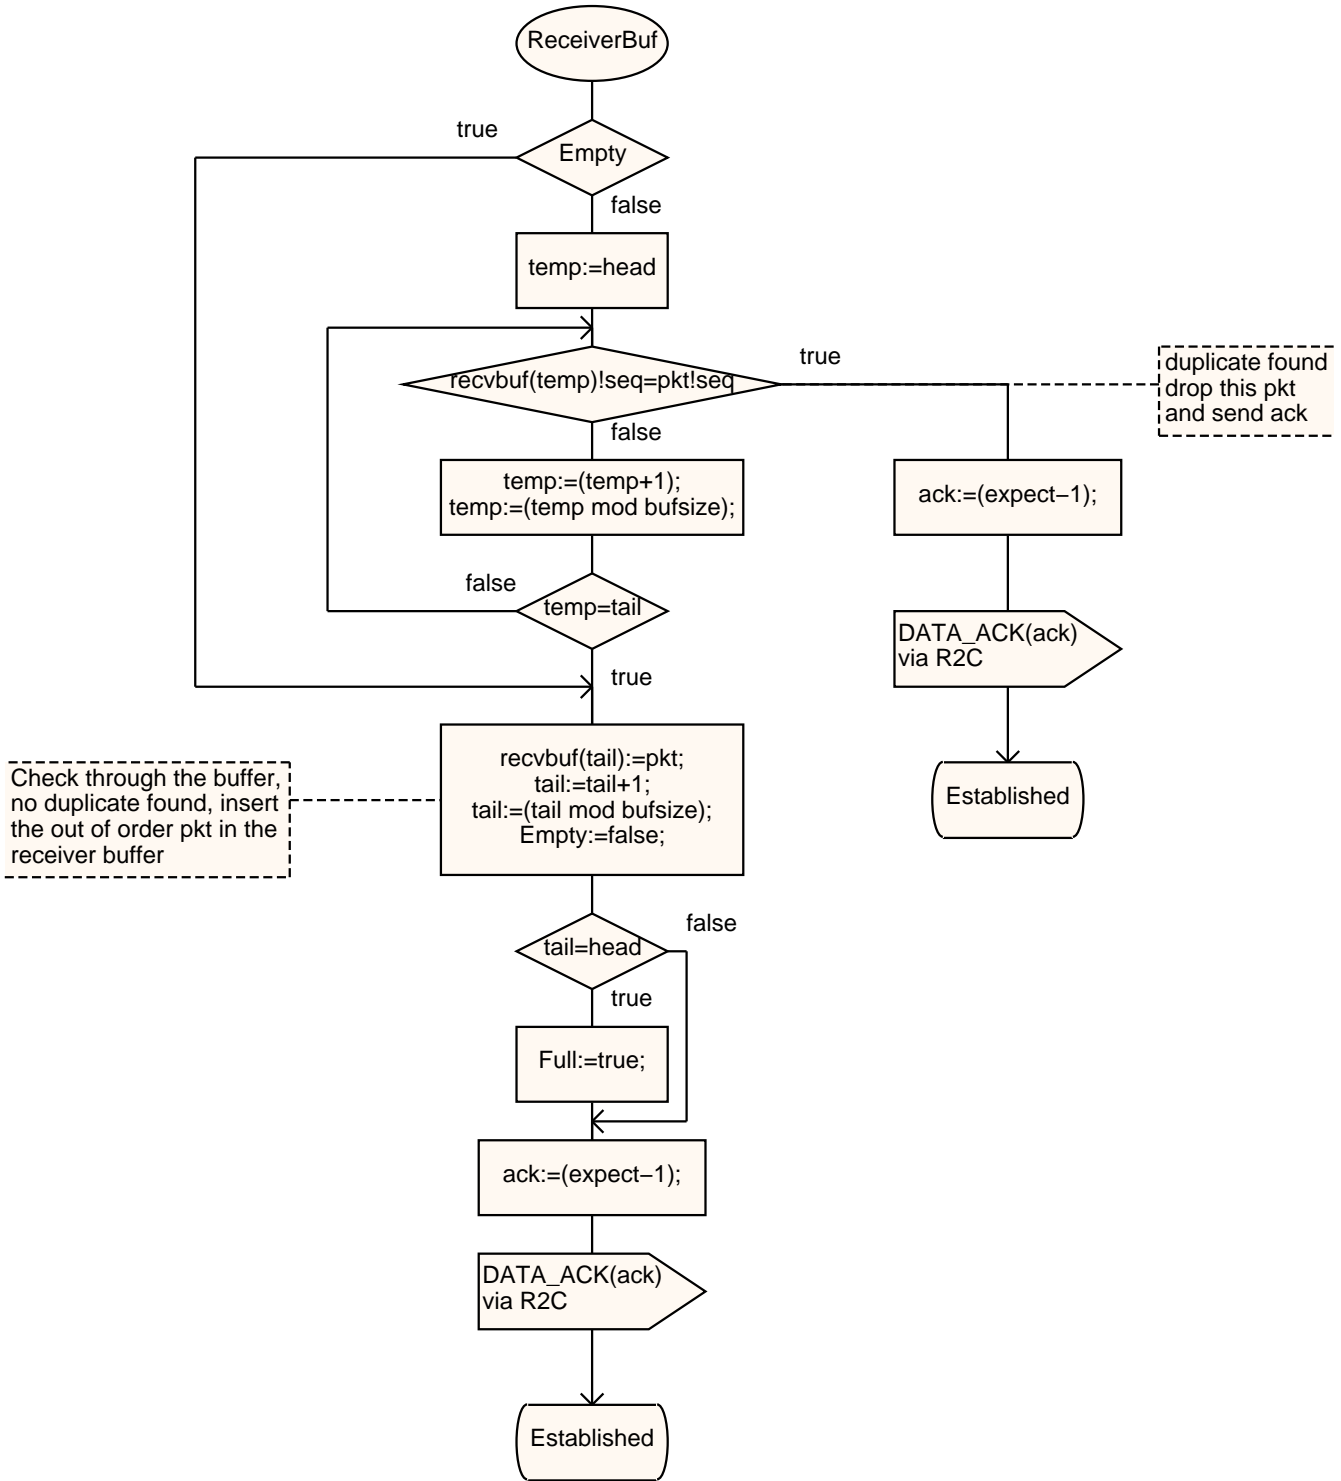 ReceiverBuf
true
Empty
false
temp:=head
true
recvbuf(temp)!seq=pkt!seq
duplicate found
drop this pkt
and send ack
false
temp:=(temp+1);
temp:=(temp mod bufsize);
ack:=(expect−1);
false
temp=tail
DATA_ACK(ack)
via R2C
true
recvbuf(tail):=pkt;
tail:=tail+1;
tail:=(tail mod bufsize);
Empty:=false;
Check through the buffer,
no duplicate found, insert
the out of order pkt in the
receiver buffer
Established
false
tail=head
true
Full:=true;
ack:=(expect−1);
DATA_ACK(ack)
via R2C
Established